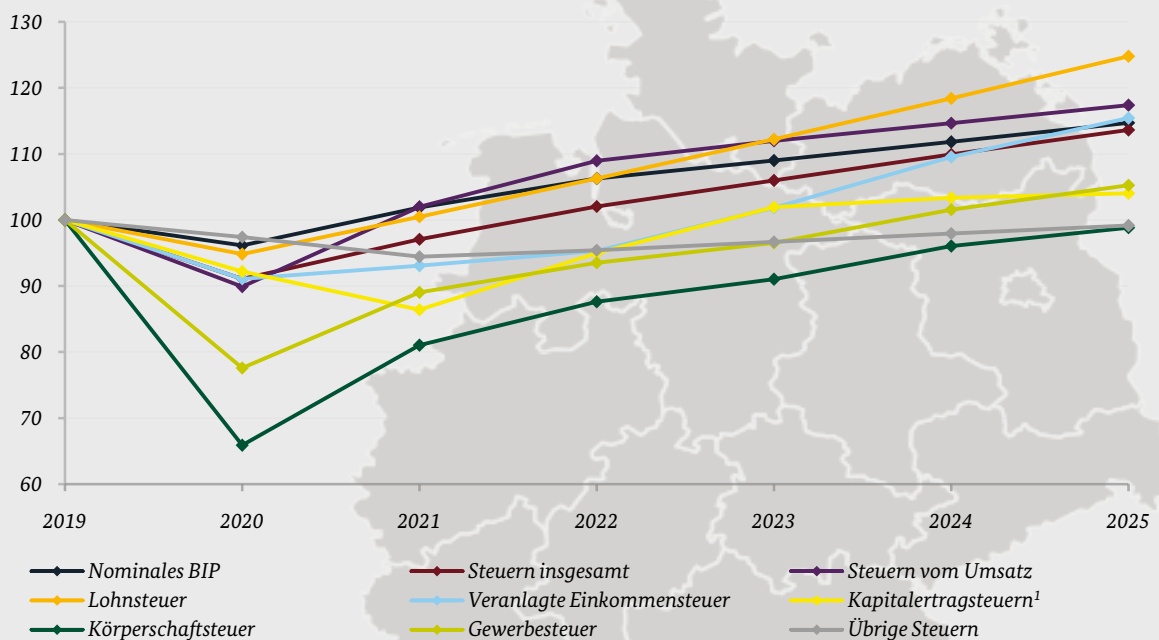 130
120
110
100
90
80
70
60
2019 2020 2021 2022 2023 2024 2025
Nominales BIP Steuern insgesamt Steuern vom Umsatz
Lohnsteuer Veranlagte Einkommensteuer Kapitalertragsteuern¹
Körperschaftsteuer Gewerbesteuer Übrige Steuern